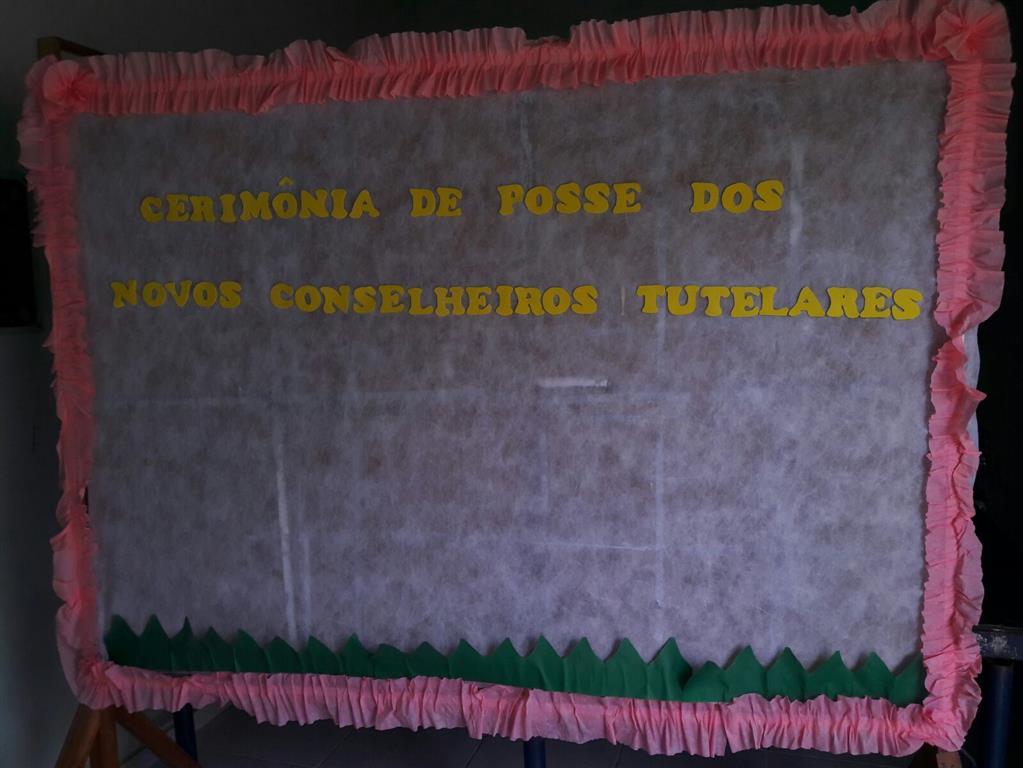 CERIMÔNIA DE POSSE DOS
NOVOS CONSELHEIROS TUTELARES